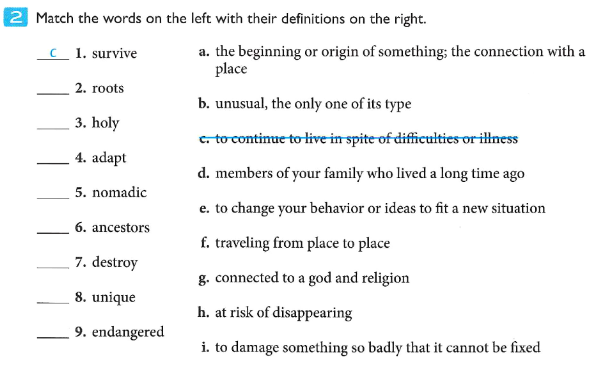 2 Match the words on the left with their definitions on the right.
c 1. survive
2. roots
3. holy
4. adapt
5. nomadic
6. ancestors
7. destroy
8. unique
9. endangered
a. the beginning or origin of something; the connection with a
place
b. unusual, the only one of its type
c. to continue to live in spite of difficulties or illness
d. members of your family who lived a long time ago
e. to change your behavior or ideas to fit a new situation
f. traveling from place to place
g. connected to a god and religion
h. at risk of disappearing
i. to damage something so badly that it cannot be fixed